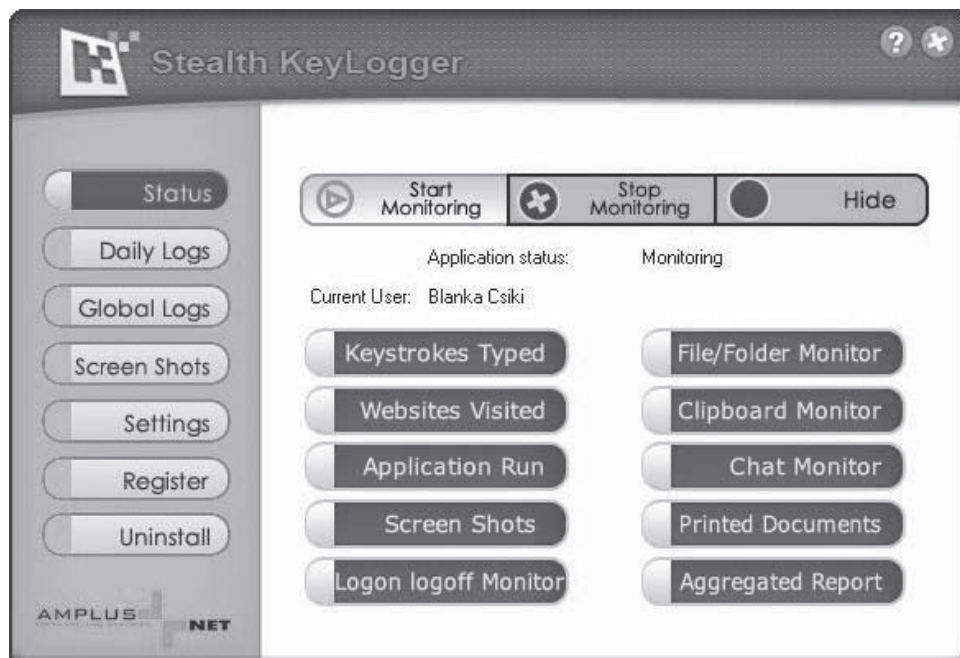 Stealth KeyLogger
?
Status
Daily Logs
Global Logs
Screen Shots
Settings
Register
Uninstall
AMPLUS
NET
Start Monitoring
Stop Monitoring
Hide
Application status: Monitoring
Current User: Blanka Csiki
Keystrokes Typed
File/Folder Monitor
Websites Visited
Clipboard Monitor
Application Run
Chat Monitor
Screen Shots
Printed Documents
Logon logoff Monitor
Aggregated Report